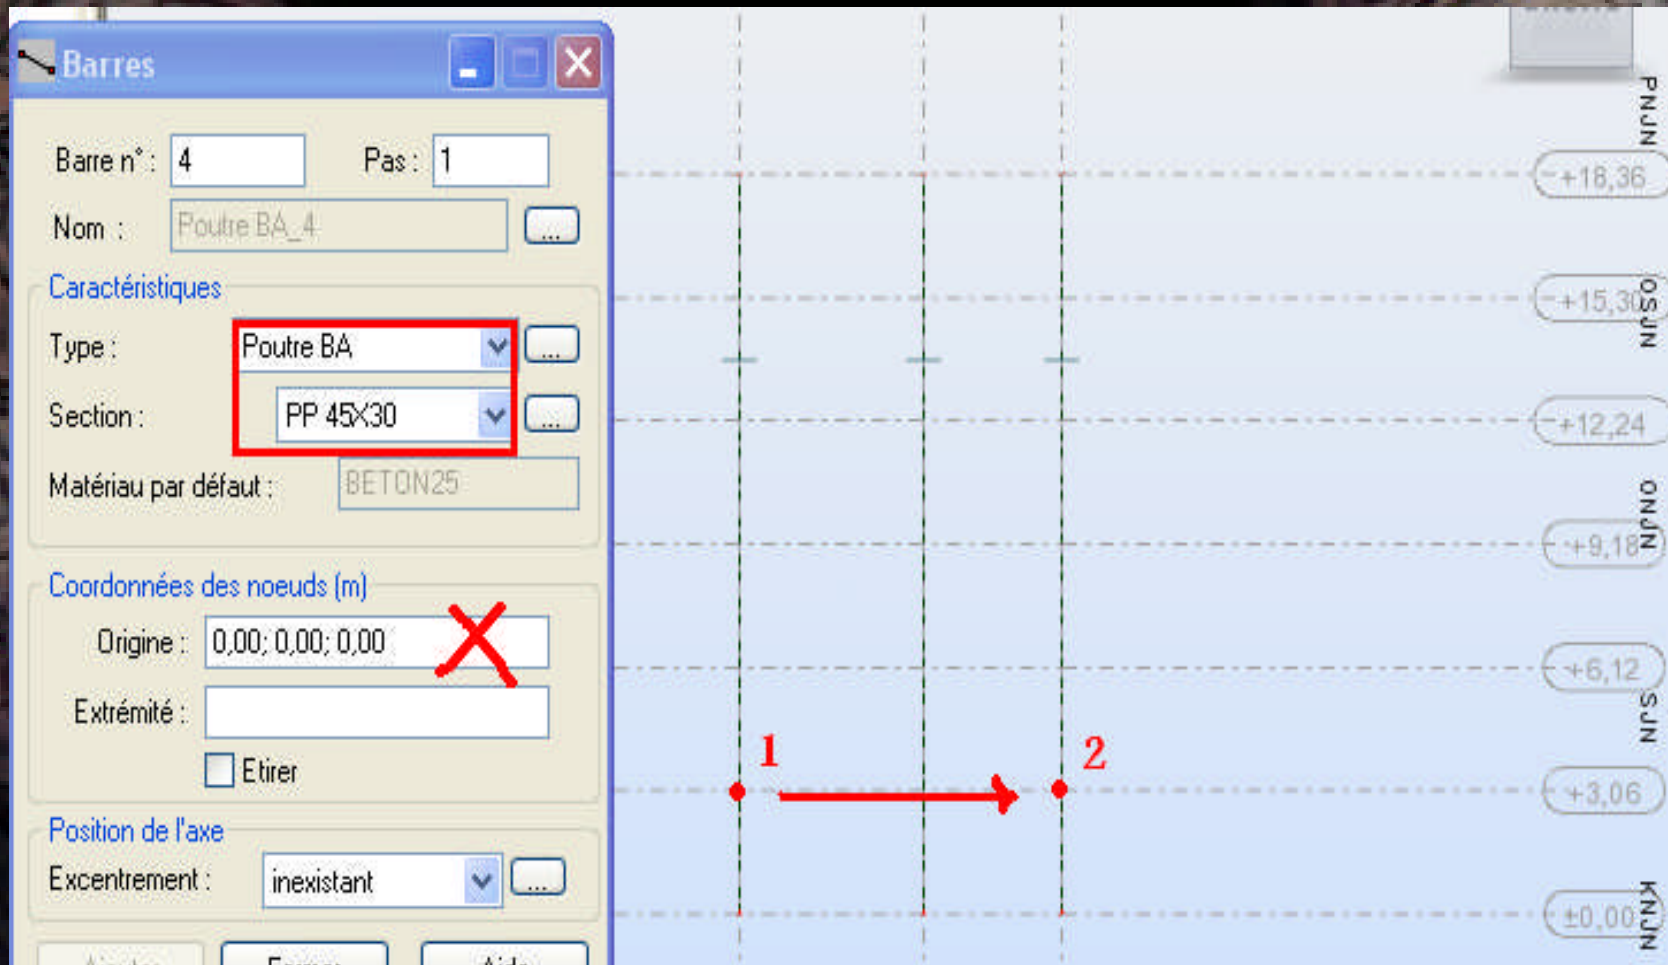 Barres
Barre n° : 4 Pas : 1
Nom : Poutre BA_4 ...
Caractéristiques
Type : Poutre BA ...
Section : PP 45X30 ...
Matériau par défaut : BETON25
Coordonnées des noeuds (m)
Origine : 0,00; 0,00; 0,00
Extrémité :
Etirer
Position de l'axe
Excentrement : inexistant ...
Fermer
Aide
1
2
+18,36
+15,30
+12,24
+9,18
+6,12
+3,06
±0,00